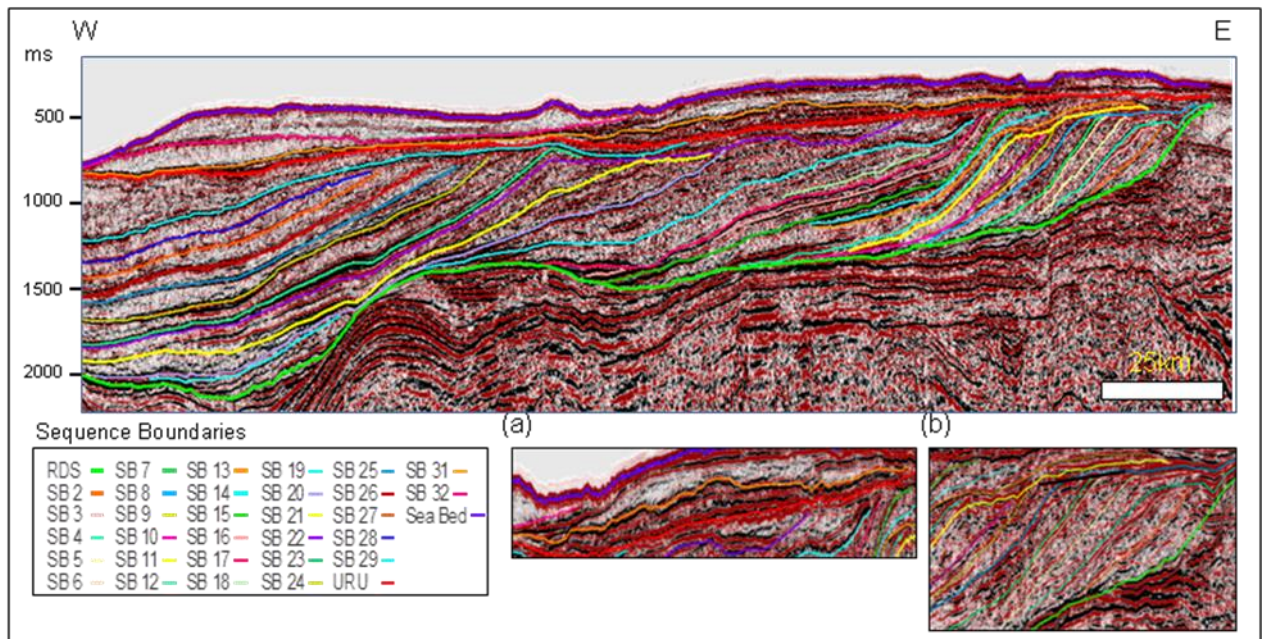 W E
ms
500
1000
1500
2000
25km
(a) (b)
Sequence Boundaries
RDS SB 7 SB 13 SB 19 SB 25 SB 31
SB 2 SB 8 SB 14 SB 20 SB 26 SB 32
SB 3 SB 9 SB 15 SB 21 SB 27 Sea Bed
SB 4 SB 10 SB 16 SB 22 SB 28
SB 5 SB 11 SB 17 SB 23 SB 29
SB 6 SB 12 SB 18 SB 24 URU